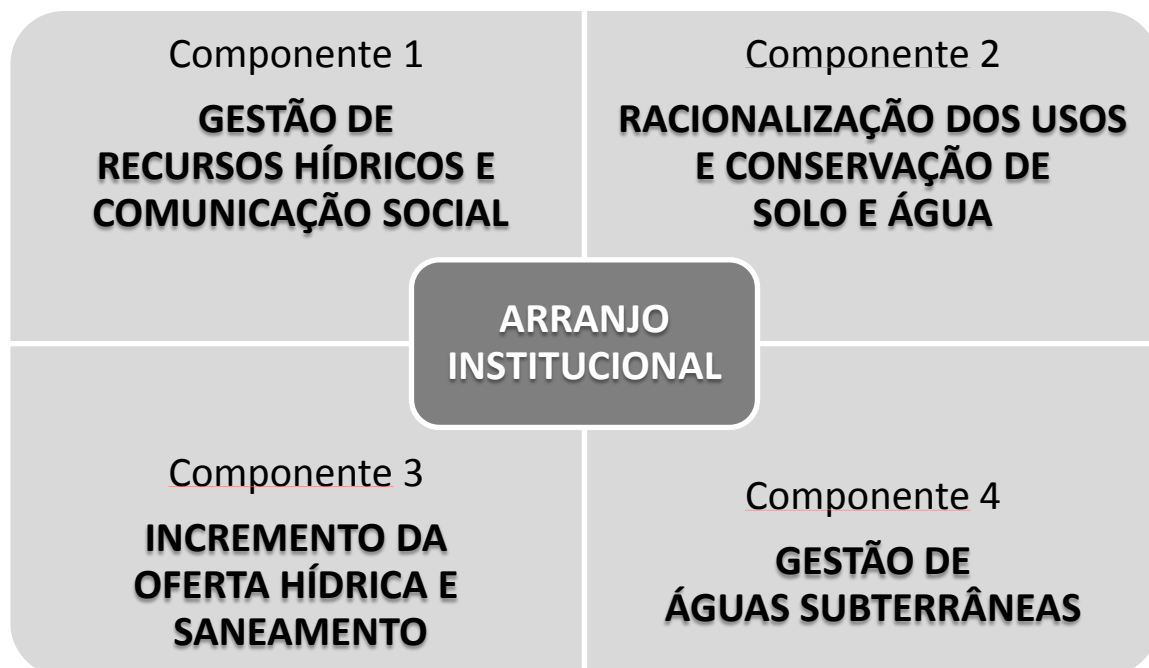 Componente 1
GESTÃO DE
RECURSOS HÍDRICOS E
COMUNICAÇÃO SOCIAL
Componente 2
RACIONALIZAÇÃO DOS USOS
E CONSERVAÇÃO DE
SOLO E ÁGUA
ARRANJO
INSTITUCIONAL
Componente 3
INCREMENTO DA
OFERTA HÍDRICA E
SANEAMENTO
Componente 4
GESTÃO DE
ÁGUAS SUBTERRÂNEAS